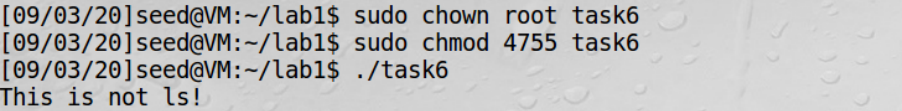 [09/03/20]seed@VM:~/lab1$ sudo chown root task6
[09/03/20]seed@VM:~/lab1$ sudo chmod 4755 task6
[09/03/20]seed@VM:~/lab1$ ./task6
This is not ls!